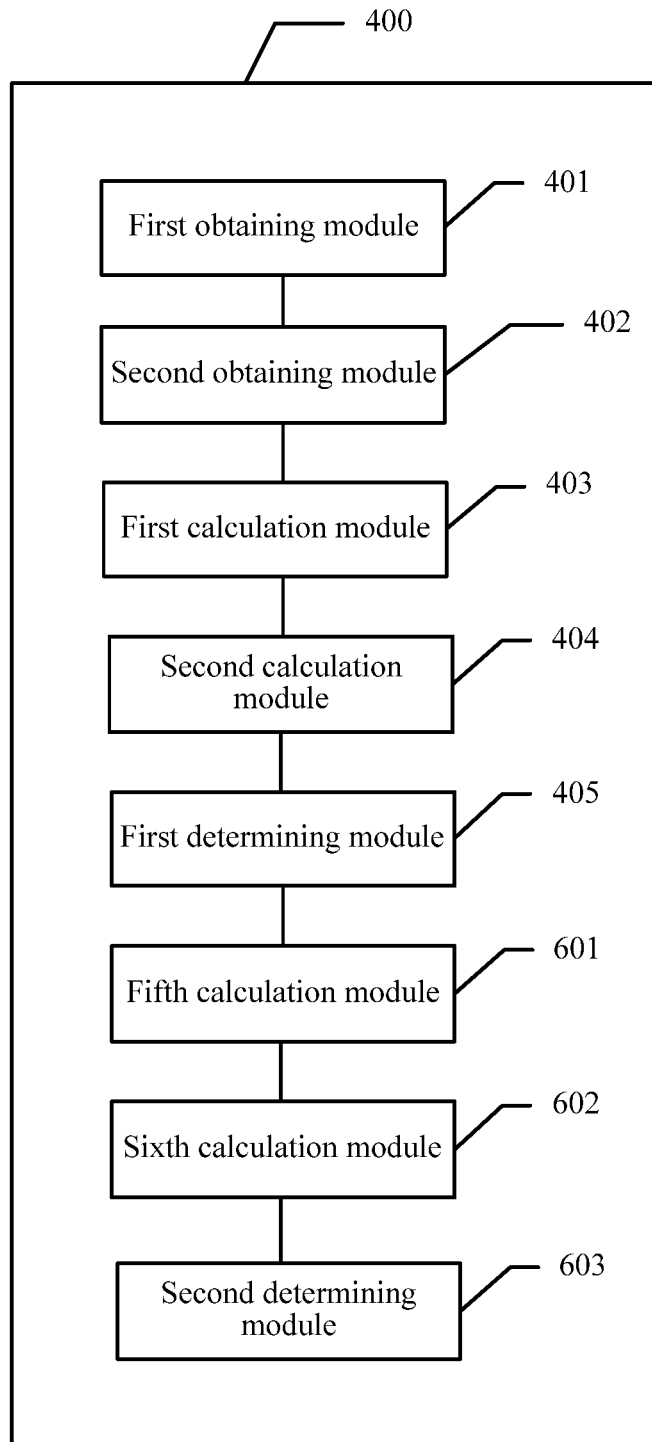 400
401
First obtaining module
402
Second obtaining module
403
First calculation module
404
Second calculation
module
405
First determining module
601
Fifth calculation module
602
Sixth calculation module
603
Second determining
module